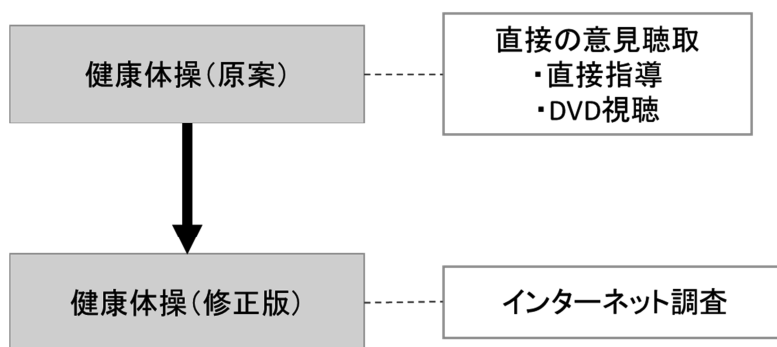 健康体操（原案）
直接の意見聴取
・直接指導
・DVD視聴
健康体操（修正版）
インターネット調査